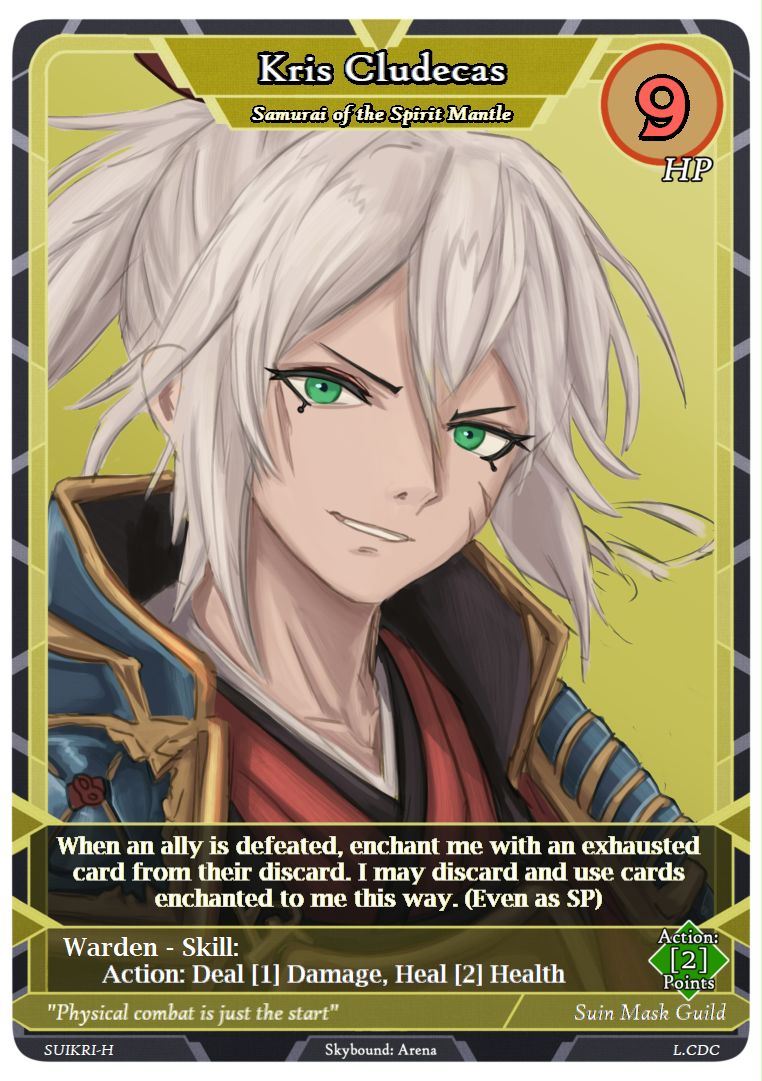 Kris Cludecas
Samurai of the Spirit Mantle
9
HP
When an ally is defeated, enchant me with an exhausted
card from their discard. I may discard and use cards
enchanted to me this way. (Even as SP)
Warden - Skill:
Action: Deal [1] Damage, Heal [2] Health
Action:
[2]
Points
"Physical combat is just the start"
Suin Mask Guild
SUIKRI-H
Skybound: Arena
L.CDC